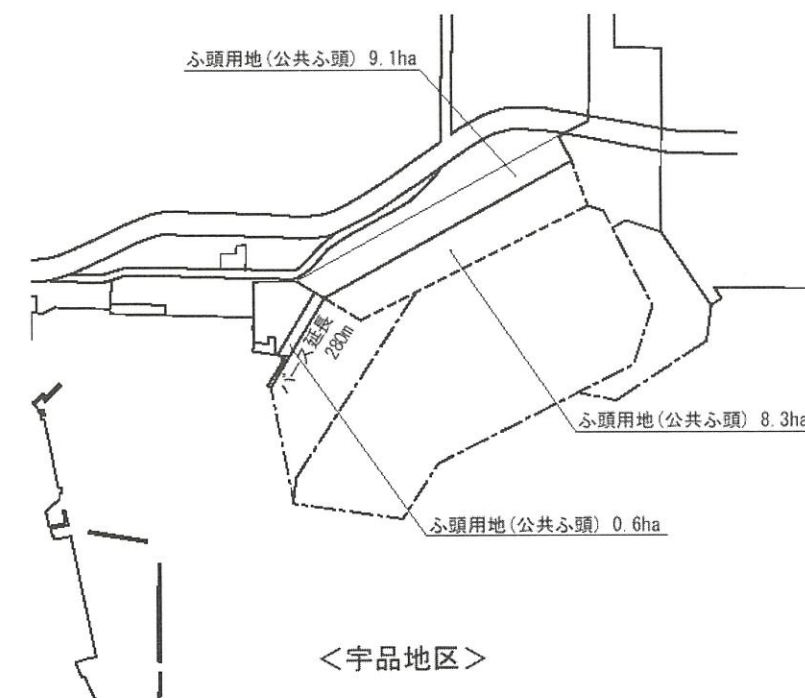 ふ頭用地(公共ふ頭) 9.1ha
バース延長
280m
ふ頭用地(公共ふ頭) 8.3ha
ふ頭用地(公共ふ頭) 0.6ha
＜宇品地区＞